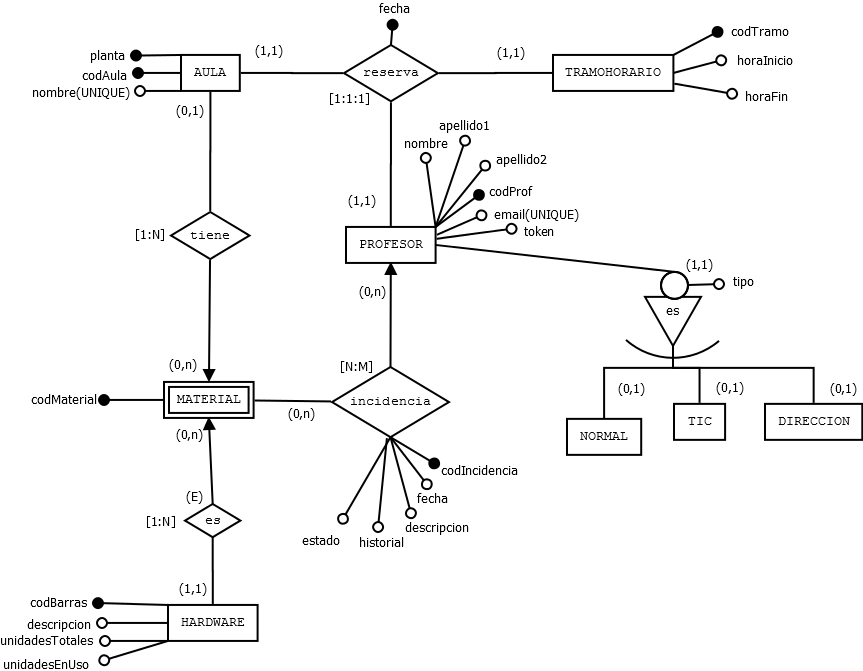 fecha
planta
codAula
nombre(UNIQUE)
AULA
(1,1)
reserva
[1:1:1]
(1,1)
TRAMOHORARIO
codTramo
horaInicio
horaFin
(0,1)
apellido1
nombre
apellido2
codProf
email(UNIQUE)
token
(1,1)
[1:N]
tiene
PROFESOR
(1,1)
tipo
es
(0,n)
[N:M]
(0,n)
codMaterial
MATERIAL
(0,n)
incidencia
(0,1)
(0,1)
(0,1)
NORMAL
TIC
DIRECCION
(0,n)
codIncidencia
fecha
descripcion
historial
estado
(E)
[1:N]
es
(1,1)
codBarras
descripcion
unidadesTotales
unidadesEnUso
HARDWARE